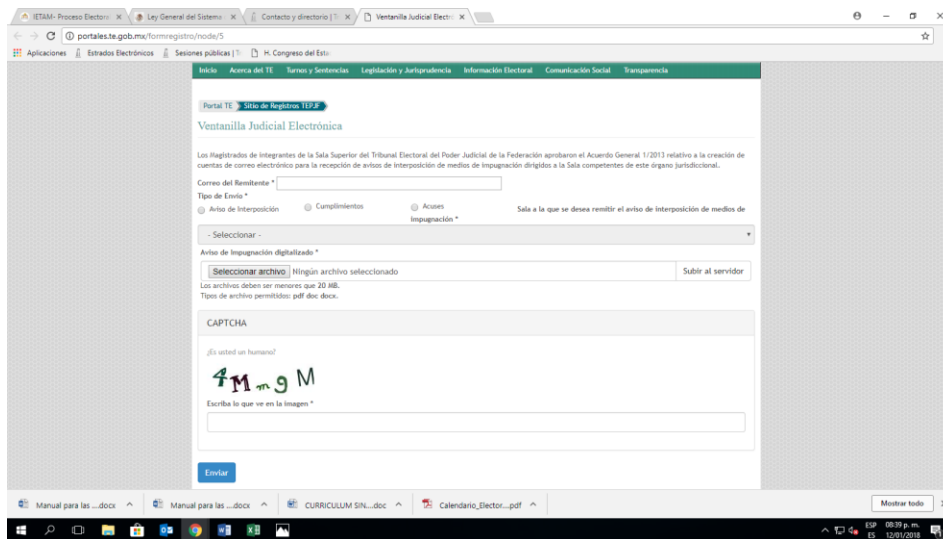 IETAM- Proceso Electora
Ley General del Sistema
Contacto y directorio | T
Ventanilla Judicial Electró
portales.te.gob.mx/formregistro/node/5
Aplicaciones
Estrados Electrónicos
Sesiones públicas | Tr
H. Congreso del Esta
Inicio Acerca del TE Turnos y Sentencias Legislación y Jurisprudencia Información Electoral Comunicación Social Transparencia
Portal TE Sitio de Registros TEPJF
Ventanilla Judicial Electrónica
Los Magistrados de integrantes de la Sala Superior del Tribunal Electoral del Poder Judicial de la Federación aprobaron el Acuerdo General 1/2013 relativo a la creación de
cuentas de correo electrónico para la recepción de avisos de interposición de medios de impugnación dirigidos a la Sala competentes de este órgano jurisdiccional.
Correo del Remitente *
Tipo de Envío *
Aviso de Interposición Cumplimientos Acuses Sala a la que se desea remitir el aviso de interposición de medios de
impugnación *
- Seleccionar -
Aviso de Impugnación digitalizado *
Seleccionar archivo Ningún archivo seleccionado Subir al servidor
Los archivos deben ser menores que 20 MB.
Tipos de archivo permitidos: pdf doc docx.
CAPTCHA
¿Es usted un humano?
4MmgM
Escriba lo que ve en la imagen *
Enviar
Manual para las ....docx
Manual para las ....docx
CURRICULUM SIN....doc
Calendario_Elector....pdf
Mostrar todo
ESP 08:39 p. m.
ES 12/01/2018